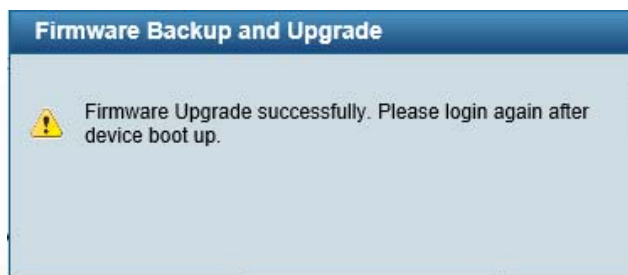 Firmware Backup and Upgrade
Firmware Upgrade successfully. Please login again after
device boot up.